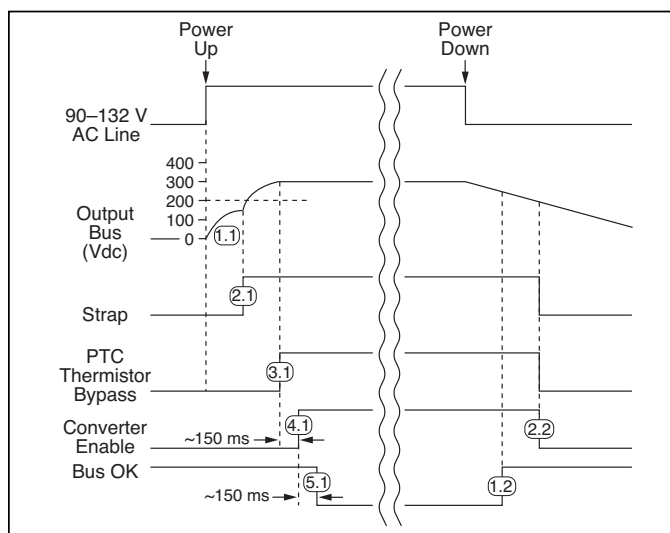 Power
Up
Power
Down
90–132 V
AC Line
400
300
200
100
0
Output
Bus
(Vdc)
1.1
2.1
Strap
PTC
Thermistor
Bypass
3.1
Converter
Enable
4.1
2.2
~150 ms
Bus OK
5.1
1.2
~150 ms